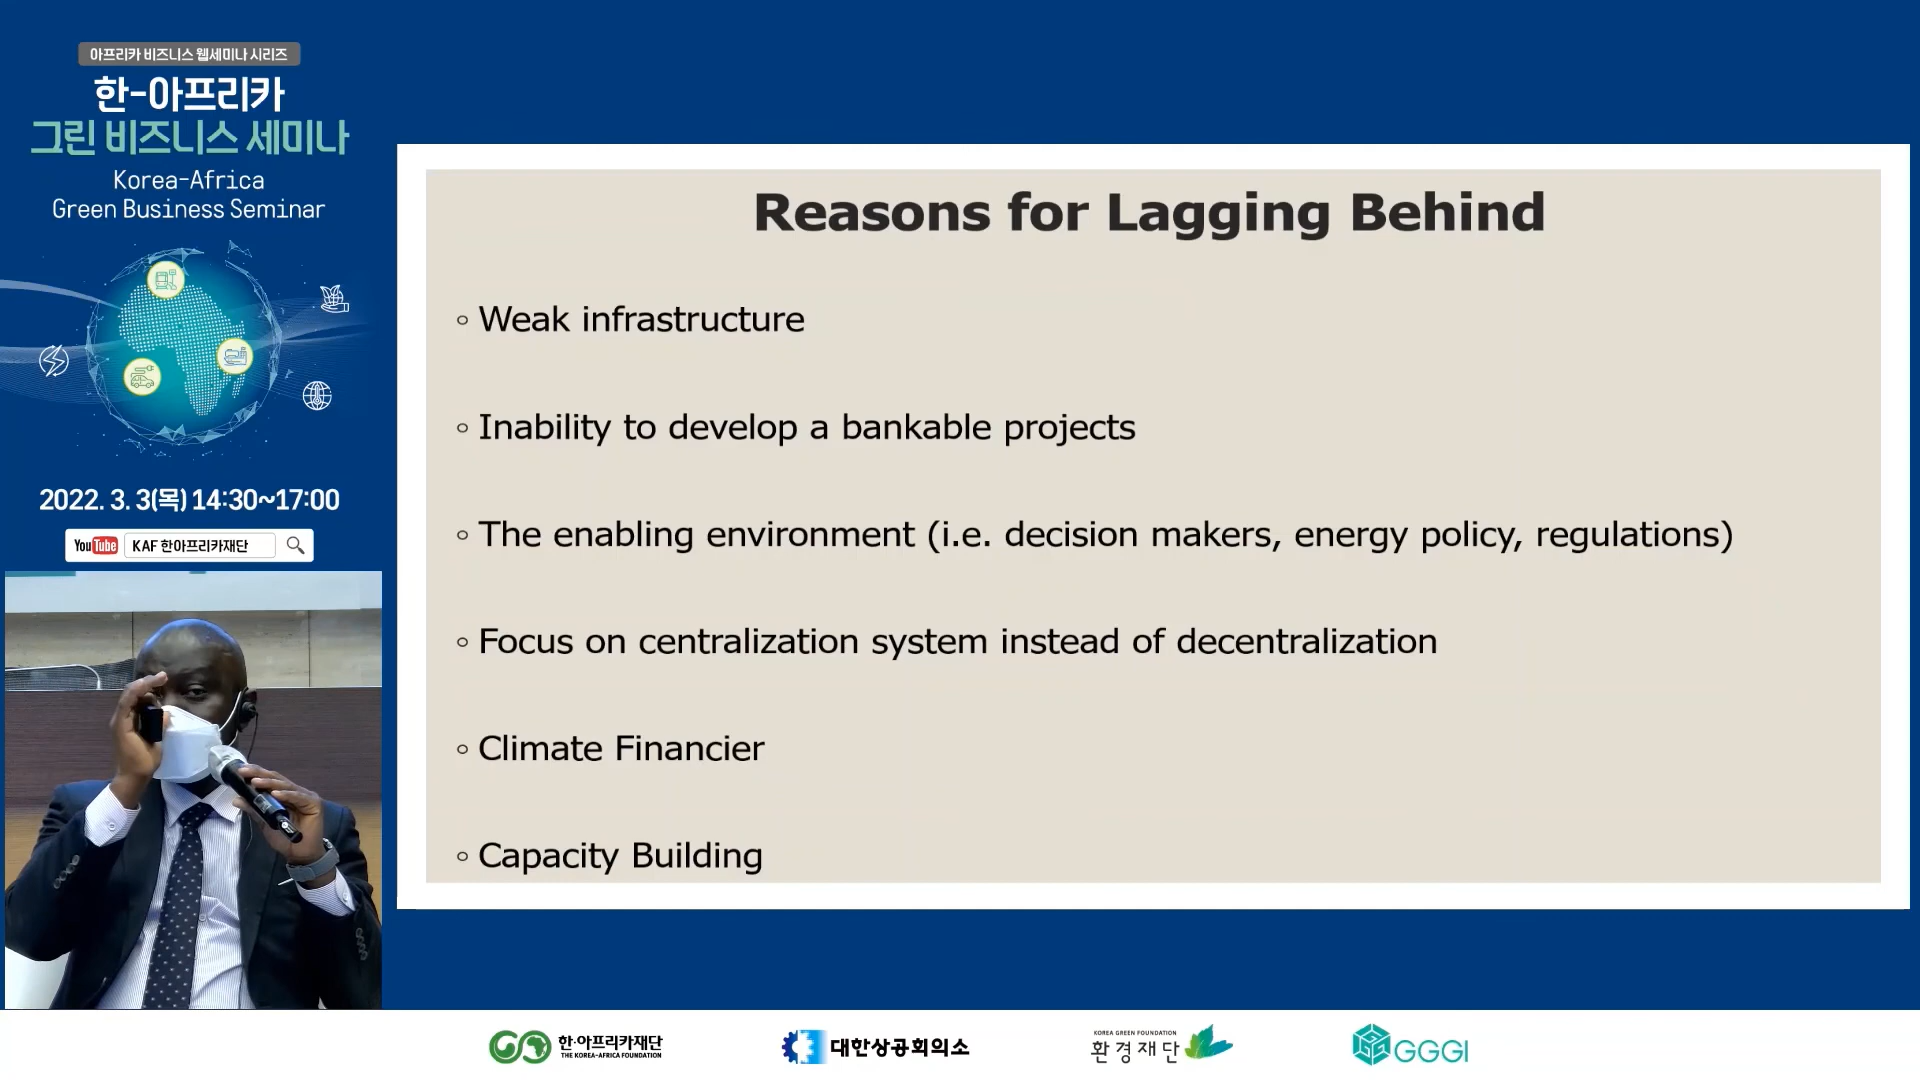 아프리카 비즈니스 웹세미나 시리즈
한-아프리카
그린 비즈니스 세미나
Korea-Africa
Green Business Seminar
2022. 3. 3(목) 14:30~17:00
YouTube KAF 한아프리카재단
Reasons for Lagging Behind
◦ Weak infrastructure
◦ Inability to develop a bankable projects
◦ The enabling environment (i.e. decision makers, energy policy, regulations)
◦ Focus on centralization system instead of decentralization
◦ Climate Financier
◦ Capacity Building
한·아프리카재단
THE KOREA-AFRICA FOUNDATION
대한상공회의소
KOREA GREEN FOUNDATION
환경재단
GGGI